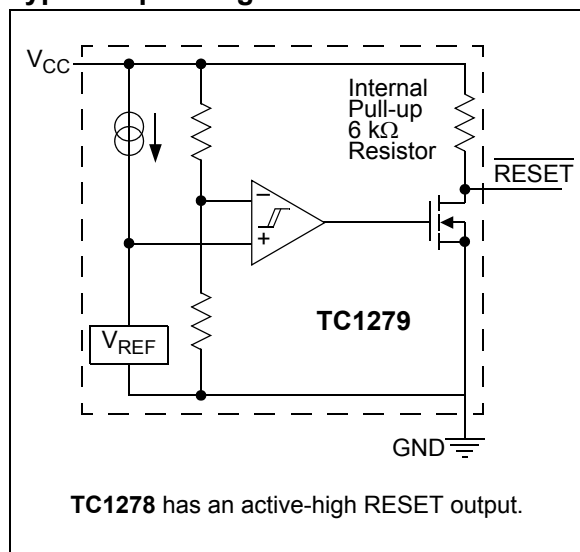 V_CC
Internal
Pull-up
6 kΩ
Resistor
RESET
−
+
TC1279
V_REF
GND
TC1278 has an active-high RESET output.